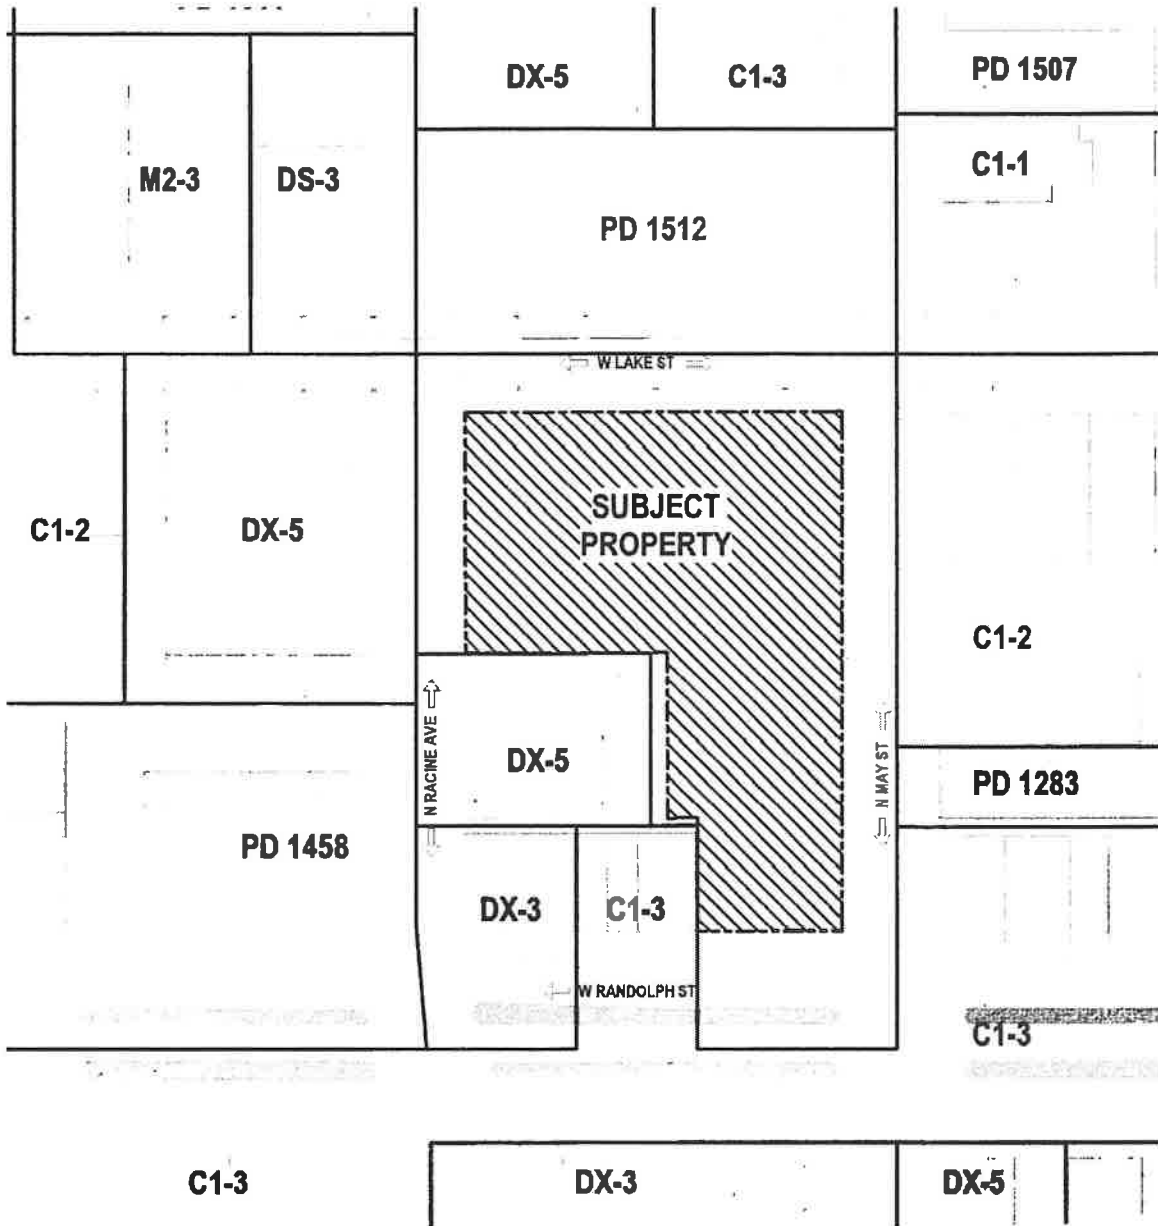 DX-5
C1-3
PD 1507
M2-3
DS-3
C1-1
PD 1512
W LAKE ST
SUBJECT
PROPERTY
C1-2
DX-5
C1-2
N RACINE AVE
DX-5
N MAY ST
PD 1283
PD 1458
DX-3
C1-3
W RANDOLPH ST
C1-3
C1-3
DX-3
DX-5